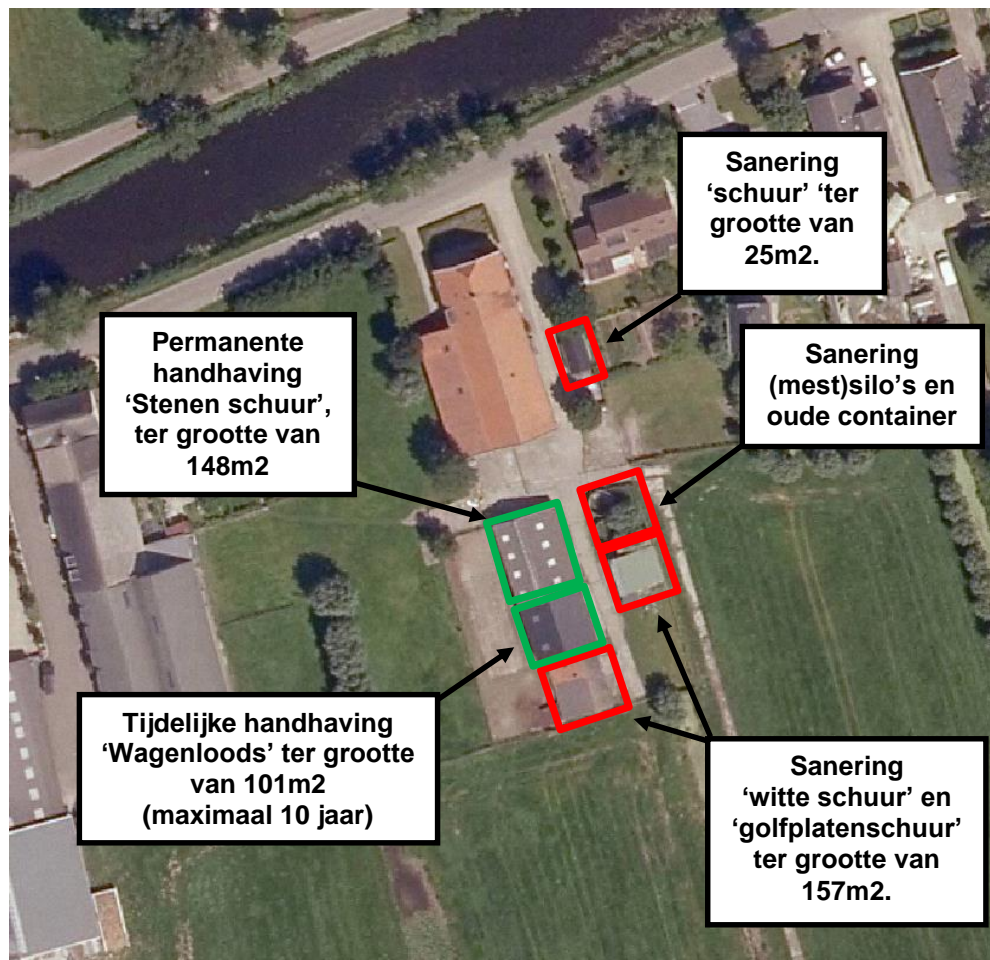 Sanering
‘schuur’ ‘ter
grootte van
25m2.
Permanente
handhaving
‘Stenen schuur’,
ter grootte van
148m2
Sanering
(mest)silo’s en
oude container
Tijdelijke handhaving
‘Wagenloods’ ter grootte
van 101m2
(maximaal 10 jaar)
Sanering
‘witte schuur’ en
‘golfplatenschuur’
ter grootte van
157m2.